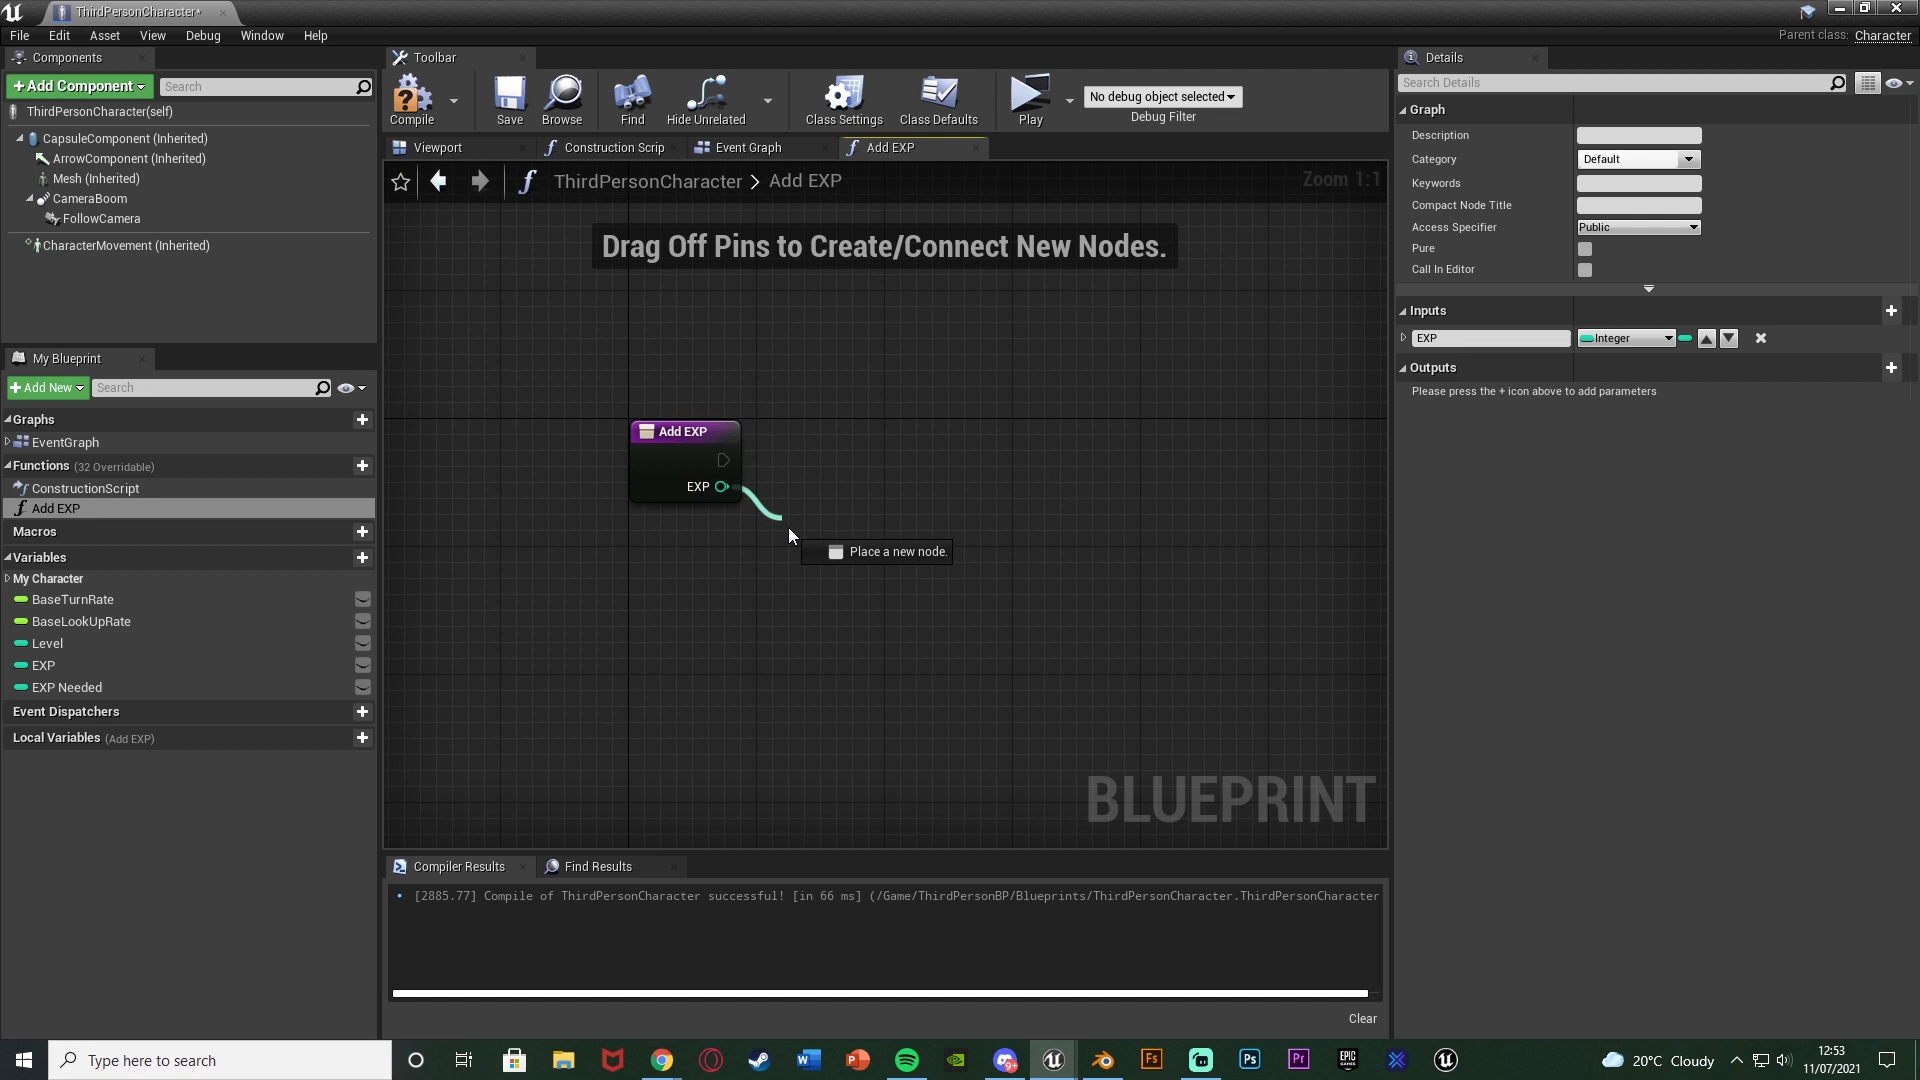 ThirdPersonCharacter*
File Edit Asset View Debug Window Help
Parent class: Character
Components
Toolbar
Details
+Add Component
Search
ThirdPersonCharacter(self)
CapsuleComponent (Inherited)
ArrowComponent (Inherited)
Mesh (Inherited)
CameraBoom
FollowCamera
CharacterMovement (Inherited)
Compile
Save
Browse
Find
Hide Unrelated
Class Settings
Class Defaults
Play
No debug object selected
Debug Filter
Viewport
Construction Scrip
Event Graph
Add EXP
ThirdPersonCharacter > Add EXP
Zoom 1:1
Drag Off Pins to Create/Connect New Nodes.
Add EXP
EXP
Place a new node.
BLUEPRINT
My Blueprint
+Add New
Search
Graphs
EventGraph
Functions (32 Overridable)
ConstructionScript
Add EXP
Macros
Variables
My Character
BaseTurnRate
BaseLookUpRate
Level
EXP
EXP Needed
Event Dispatchers
Local Variables (Add EXP)
Search Details
Graph
Description
Category Default
Keywords
Compact Node Title
Access Specifier Public
Pure
Call In Editor
Inputs
EXP Integer
Outputs
Please press the + icon above to add parameters
Compiler Results
Find Results
[2885.77] Compile of ThirdPersonCharacter successful! [in 66 ms] (/Game/ThirdPersonBP/Blueprints/ThirdPersonCharacter.ThirdPersonCharacter
Clear
Type here to search
20°C Cloudy
12:53
11/07/2021